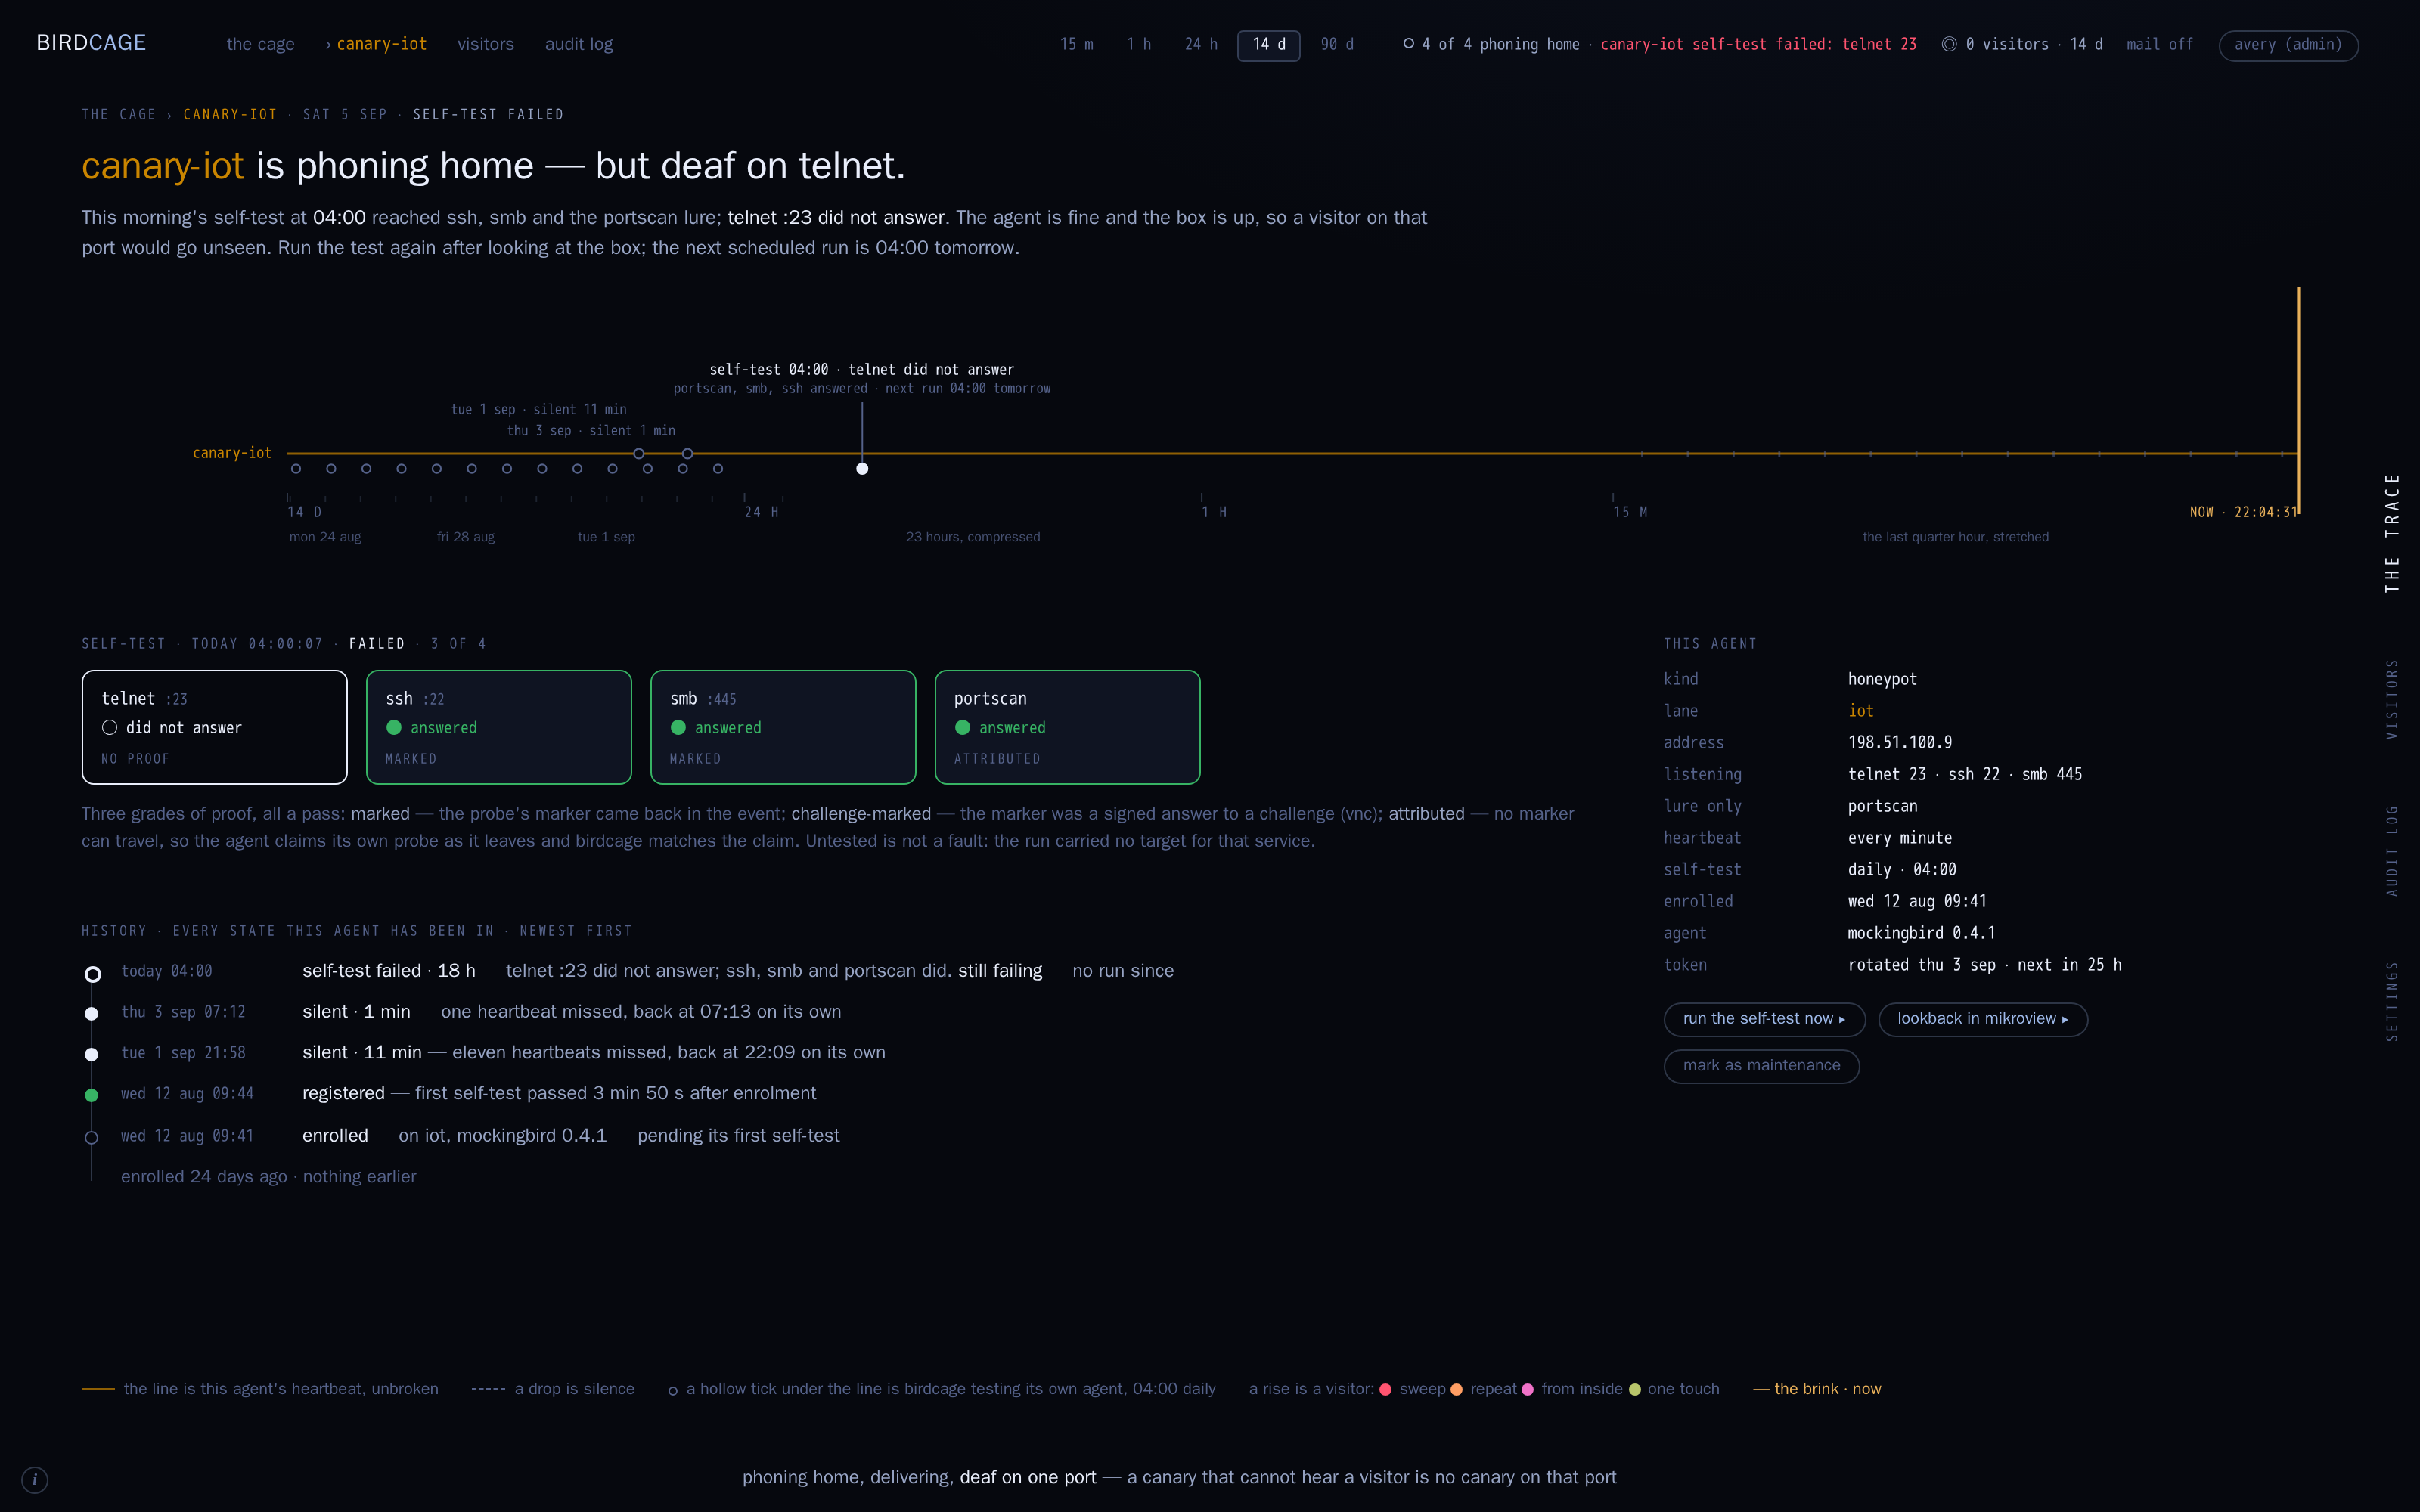 BIRDCAGE the cage › canary-iot visitors audit log 15 m 1 h 24 h 14 d 90 d 4 of 4 phoning home · canary-iot self-test failed: telnet 23 0 visitors · 14 d mail off avery (admin)
THE CAGE › CANARY-IOT · SAT 5 SEP · SELF-TEST FAILED
canary-iot is phoning home — but deaf on telnet.
This morning's self-test at 04:00 reached ssh, smb and the portscan lure; telnet :23 did not answer. The agent is fine and the box is up, so a visitor on that
port would go unseen. Run the test again after looking at the box; the next scheduled run is 04:00 tomorrow.
self-test 04:00 · telnet did not answer
portscan, smb, ssh answered · next run 04:00 tomorrow
tue 1 sep · silent 11 min
thu 3 sep · silent 1 min
canary-iot
14 D 24 H 1 H 15 M NOW · 22:04:31
mon 24 aug fri 28 aug tue 1 sep 23 hours, compressed the last quarter hour, stretched
THE TRACE
VISITORS
AUDIT LOG
SETTINGS
SELF-TEST · TODAY 04:00:07 · FAILED · 3 OF 4
telnet :23
did not answer
NO PROOF
ssh :22
answered
MARKED
smb :445
answered
MARKED
portscan
answered
ATTRIBUTED
Three grades of proof, all a pass: marked — the probe's marker came back in the event; challenge-marked — the marker was a signed answer to a challenge (vnc); attributed — no marker
can travel, so the agent claims its own probe as it leaves and birdcage matches the claim. Untested is not a fault: the run carried no target for that service.
HISTORY · EVERY STATE THIS AGENT HAS BEEN IN · NEWEST FIRST
today 04:00 self-test failed · 18 h — telnet :23 did not answer; ssh, smb and portscan did. still failing — no run since
thu 3 sep 07:12 silent · 1 min — one heartbeat missed, back at 07:13 on its own
tue 1 sep 21:58 silent · 11 min — eleven heartbeats missed, back at 22:09 on its own
wed 12 aug 09:44 registered — first self-test passed 3 min 50 s after enrolment
wed 12 aug 09:41 enrolled — on iot, mockingbird 0.4.1 — pending its first self-test
enrolled 24 days ago · nothing earlier
THIS AGENT
kind honeypot
lane iot
address 198.51.100.9
listening telnet 23 · ssh 22 · smb 445
lure only portscan
heartbeat every minute
self-test daily · 04:00
enrolled wed 12 aug 09:41
agent mockingbird 0.4.1
token rotated thu 3 sep · next in 25 h
run the self-test now ▸ lookback in mikroview ▸
mark as maintenance
the line is this agent's heartbeat, unbroken a drop is silence a hollow tick under the line is birdcage testing its own agent, 04:00 daily a rise is a visitor: sweep repeat from inside one touch — the brink · now
i
phoning home, delivering, deaf on one port — a canary that cannot hear a visitor is no canary on that port